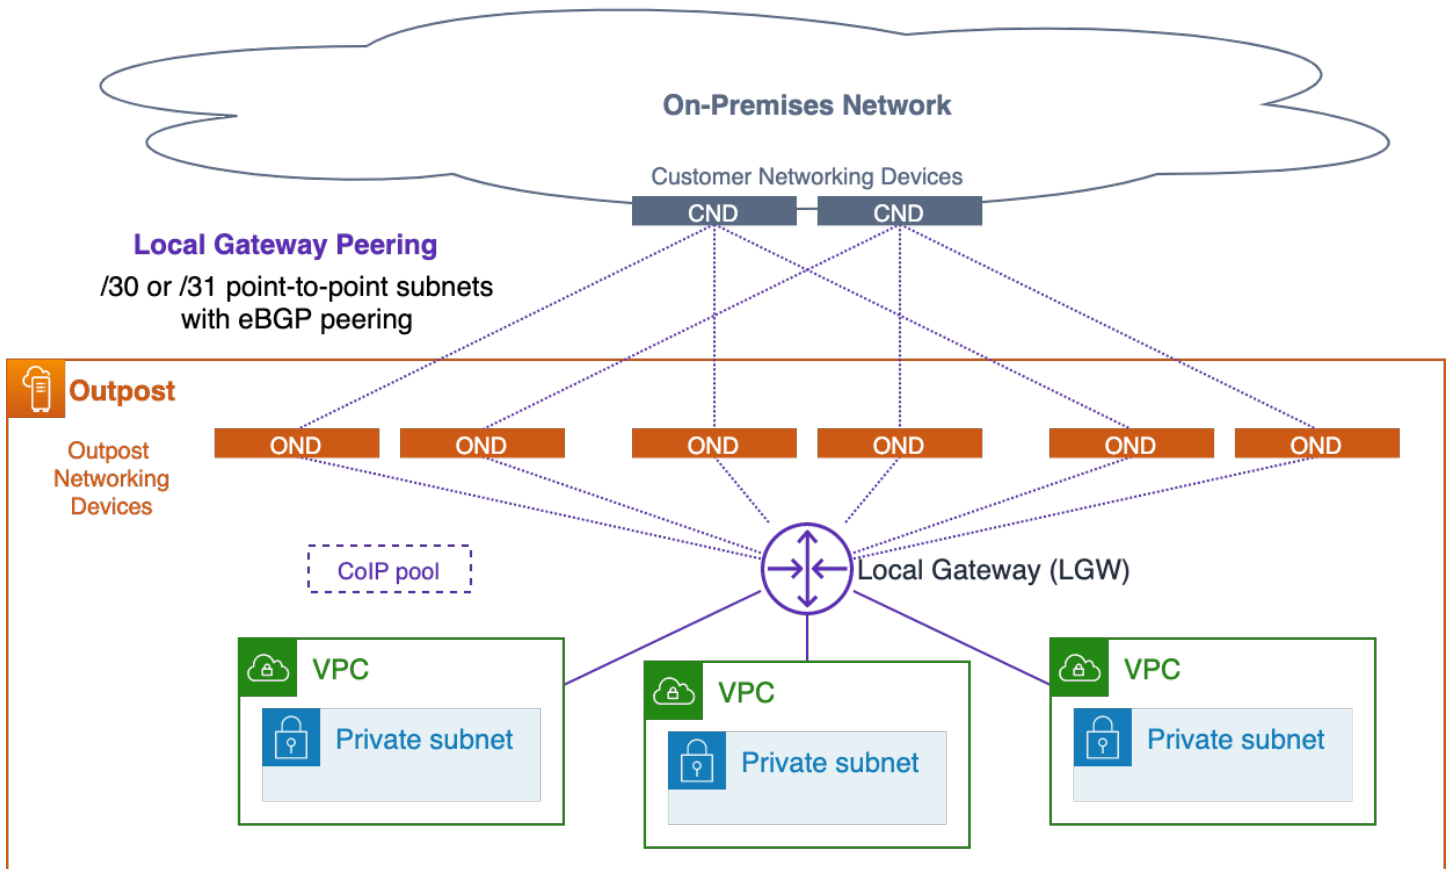 On-Premises Network
Customer Networking Devices
CND
CND
Local Gateway Peering
/30 or /31 point-to-point subnets
with eBGP peering
Outpost
Outpost
Networking
Devices
OND
OND
OND
OND
OND
OND
CoIP pool
Local Gateway (LGW)
VPC
Private subnet
VPC
Private subnet
VPC
Private subnet